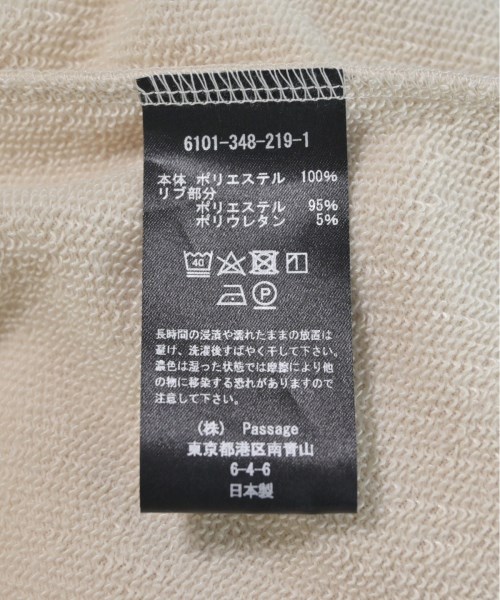 6101-348-219-1
本体 ポリエステル 100%
リブ部分
ポリエステル 95%
ポリウレタン 5%
40
P
長時間の浸漬や濡れたままの放置は
避け、洗濯後すばやく干して下さい。
濃色は湿った状態では摩擦により他
の物に移染する恐れがありますので
注意して下さい。
(株) Passage
東京都港区南青山
6-4-6
日本製